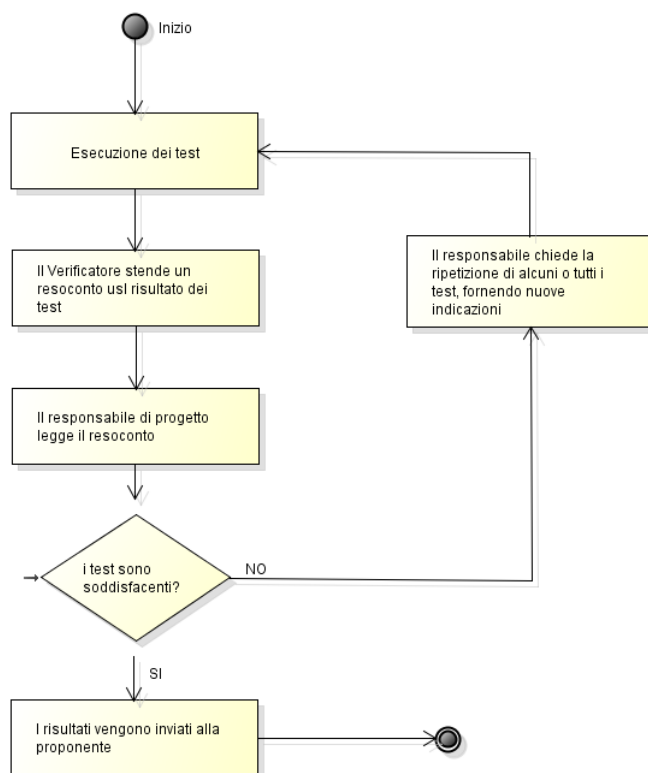 Inizio
Esecuzione dei test
Il Verificatore stende un
resoconto usl risultato dei
test
Il responsabile chiede la
ripetizione di alcuni o tutti i
test, fornendo nuove
indicazioni
Il responsabile di progetto
legge il resoconto
i test sono
soddisfacenti?
NO
SI
I risultati vengono inviati alla
proponente